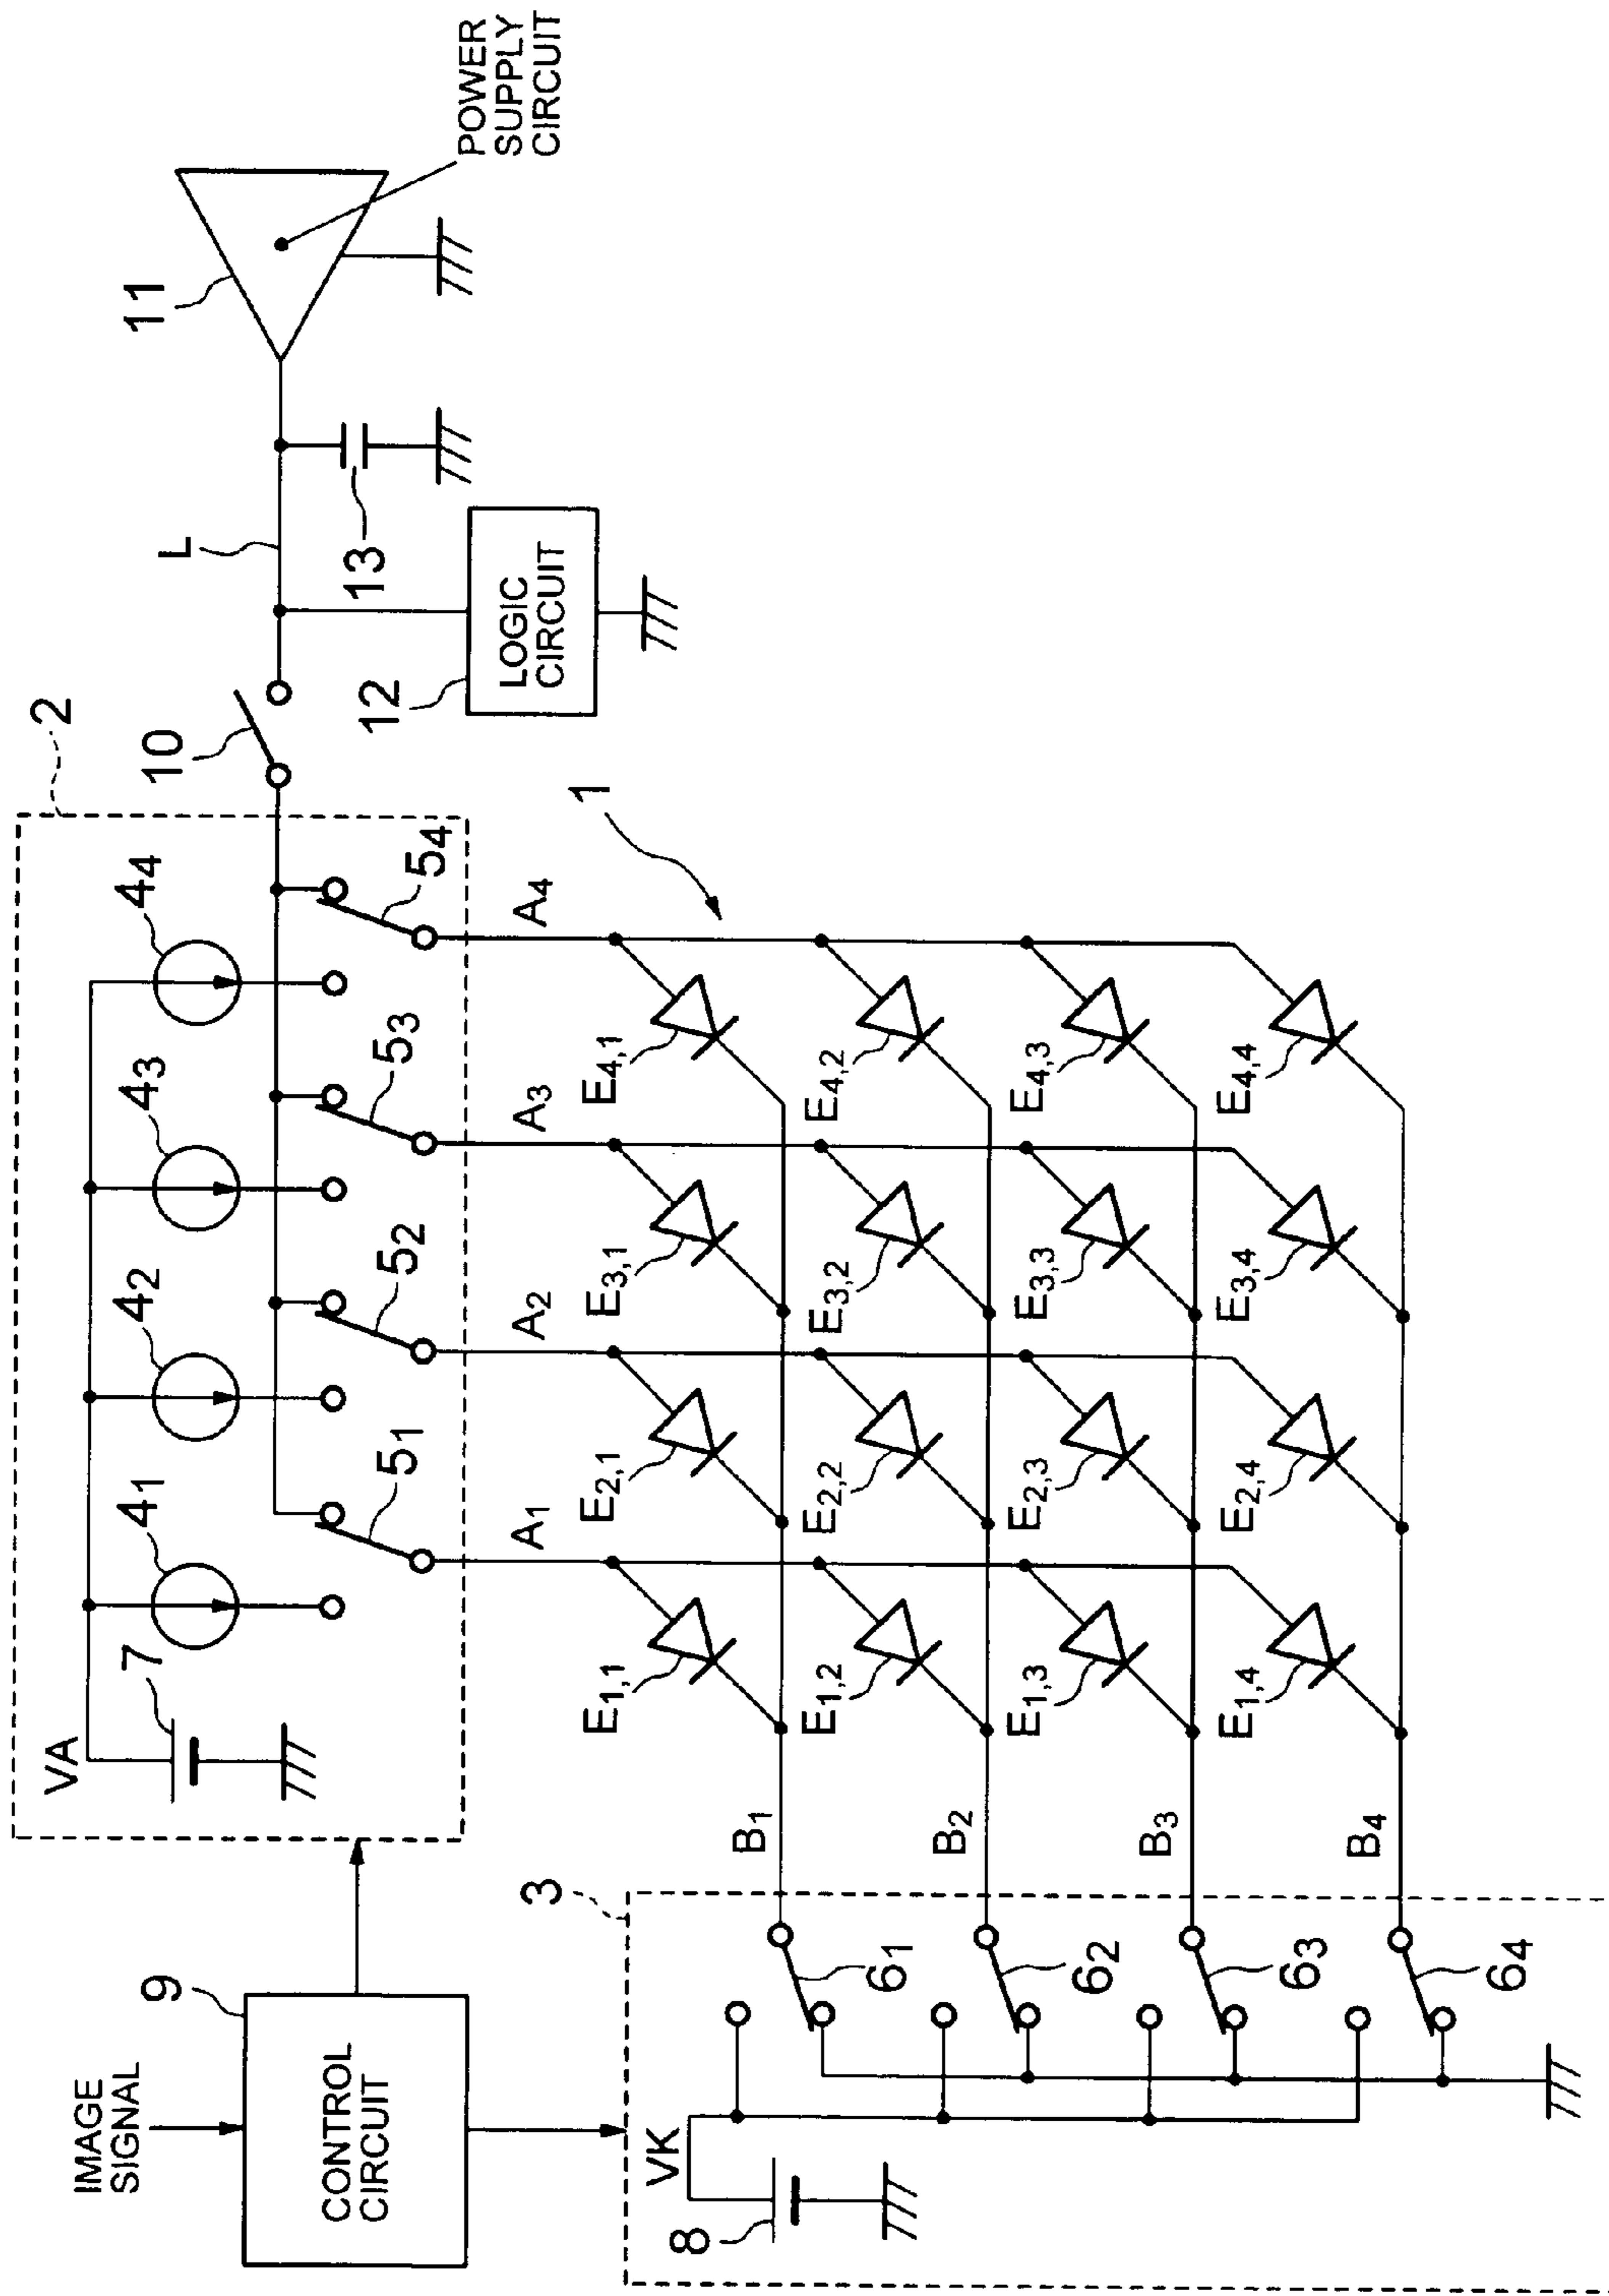 IMAGE
SIGNAL
9
CONTROL
CIRCUIT
2
VA
7
4₁
4₂
4₃
4₄
5₁
5₂
5₃
5₄
10
L
11
POWER
SUPPLY
CIRCUIT
13
12
LOGIC
CIRCUIT
1
A₁
A₂
A₃
A₄
3
VK
8
6₁
6₂
6₃
6₄
B₁
B₂
B₃
B₄
E₁,₁
E₂,₁
E₃,₁
E₄,₁
E₁,₂
E₂,₂
E₃,₂
E₄,₂
E₁,₃
E₂,₃
E₃,₃
E₄,₃
E₁,₄
E₂,₄
E₃,₄
E₄,₄